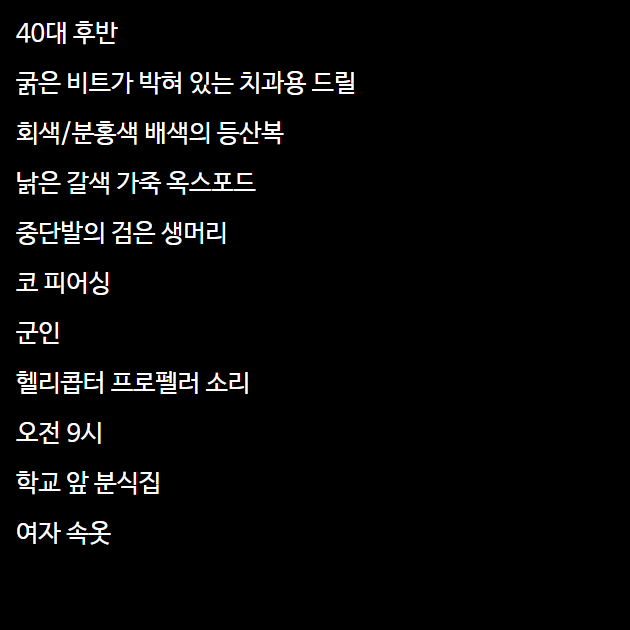 40대 후반
굵은 비트가 박혀 있는 치과용 드릴
회색/분홍색 배색의 등산복
낡은 갈색 가죽 옥스포드
중단발의 검은 생머리
코 피어싱
군인
헬리콥터 프로펠러 소리
오전 9시
학교 앞 분식집
여자 속옷